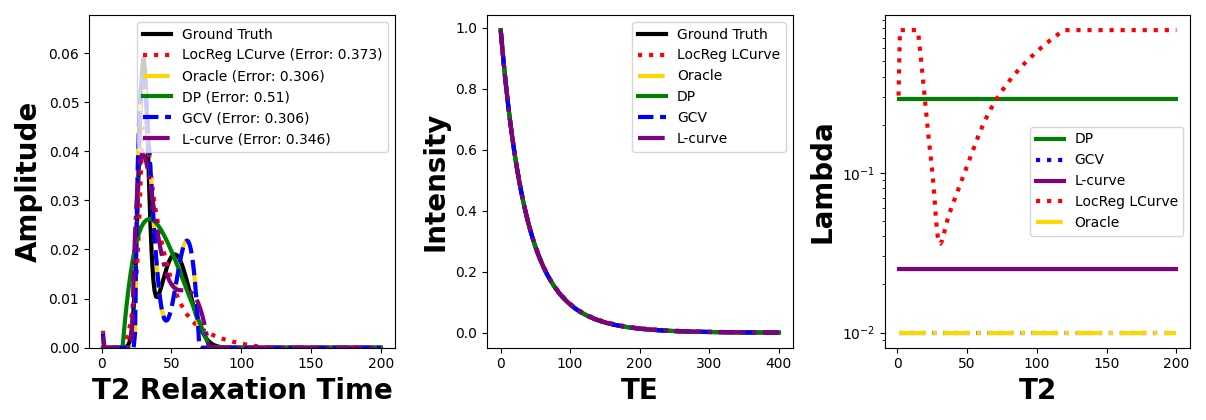 Amplitude
0.06
0.05
0.04
0.03
0.02
0.01
0.00
Ground Truth
LocReg LCurve (Error: 0.373)
Oracle (Error: 0.306)
DP (Error: 0.51)
GCV (Error: 0.306)
L-curve (Error: 0.346)
0 50 100 150 200
T2 Relaxation Time
Intensity
1.0
0.8
0.6
0.4
0.2
0.0
Ground Truth
LocReg LCurve
Oracle
DP
GCV
L-curve
0 100 200 300 400
TE
Lambda
10⁻¹
10⁻²
DP
GCV
L-curve
LocReg LCurve
Oracle
0 50 100 150 200
T2